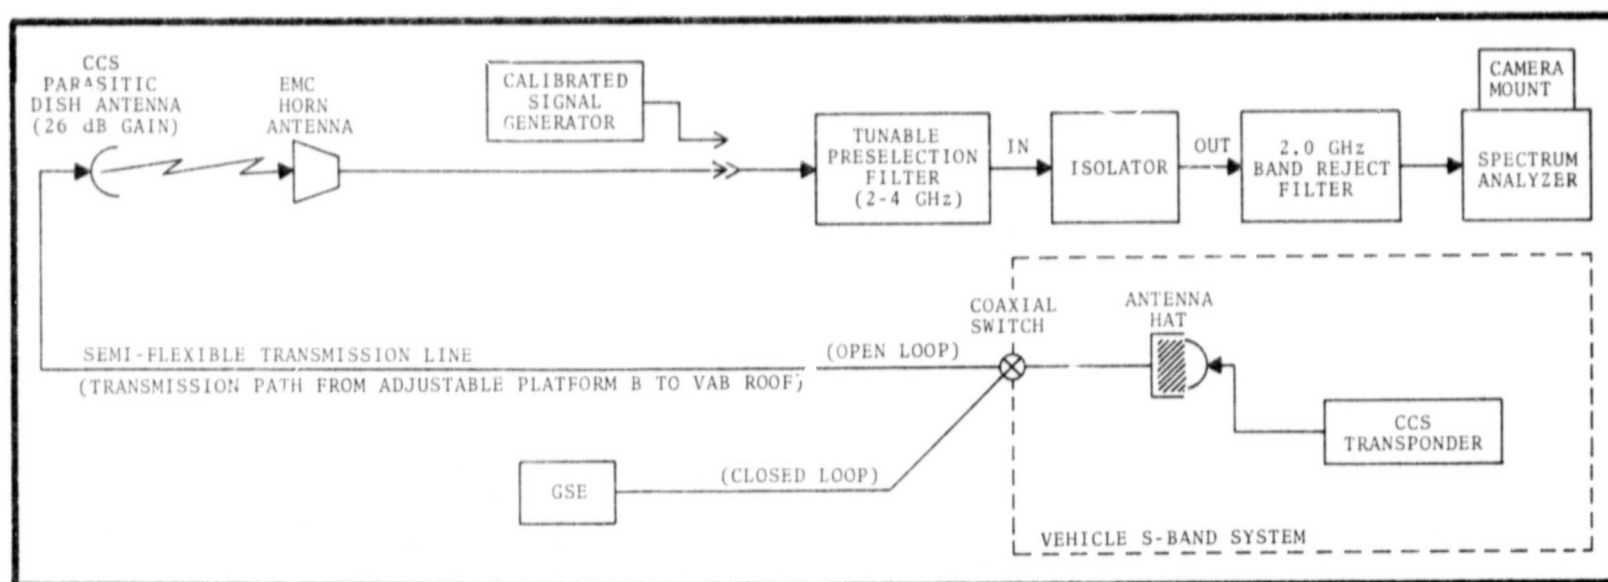 CCS
PARASITIC
DISH ANTENNA
(26 dB GAIN)
EMC
HORN
ANTENNA
CALIBRATED
SIGNAL
GENERATOR
TUNABLE
PRESELECTION
FILTER
(2-4 GHz)
IN
ISOLATOR
OUT
2.0 GHz
BAND REJECT
FILTER
CAMERA
MOUNT
SPECTRUM
ANALYZER
COAXIAL
SWITCH
ANTENNA
HAT
SEMI-FLEXIBLE TRANSMISSION LINE
(OPEN LOOP)
(TRANSMISSION PATH FROM ADJUSTABLE PLATFORM B TO VAB ROOF)
CCS
TRANSPONDER
GSE
(CLOSED LOOP)
VEHICLE S-BAND SYSTEM